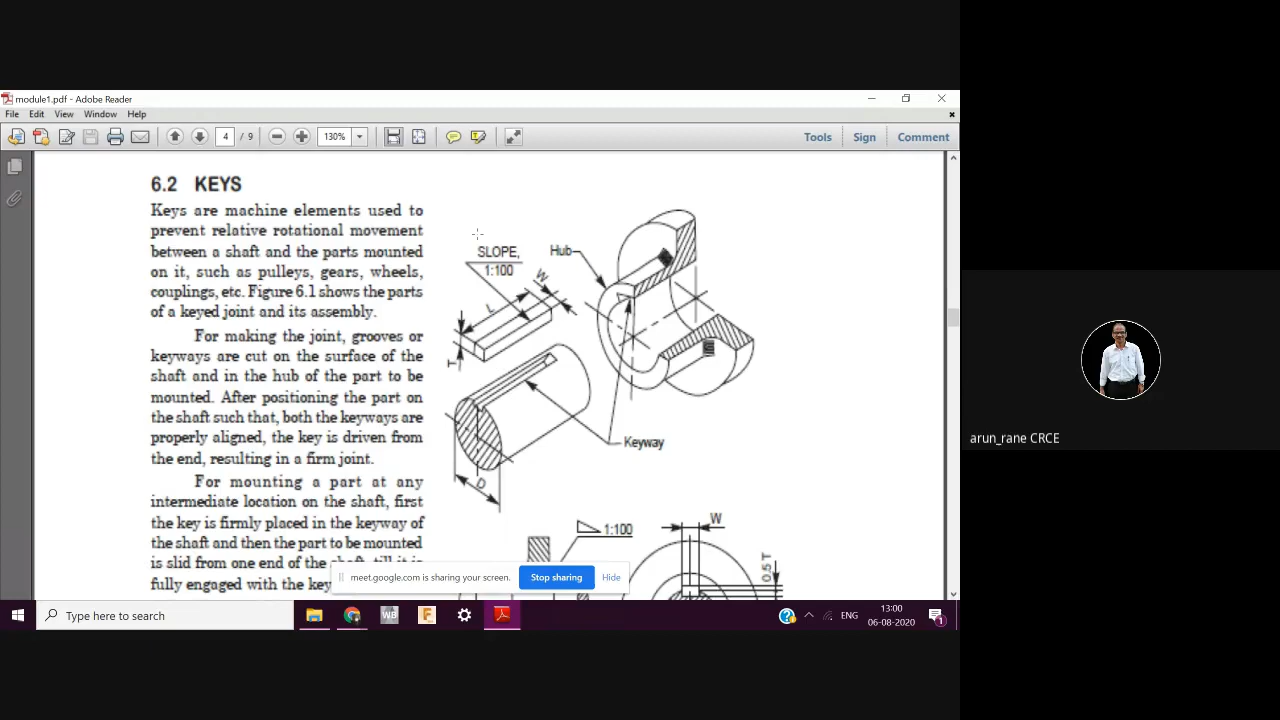 module1.pdf - Adobe Reader
File Edit View Window Help
4 / 9
130%
Tools Sign Comment
6.2 KEYS
Keys are machine elements used to
prevent relative rotational movement
between a shaft and the parts mounted
on it, such as pulleys, gears, wheels,
couplings, etc. Figure 6.1 shows the parts
of a keyed joint and its assembly.
For making the joint, grooves or
keyways are cut on the surface of the
shaft and in the hub of the part to be
mounted. After positioning the part on
the shaft such that, both the keyways are
properly aligned, the key is driven from
the end, resulting in a firm joint.
For mounting a part at any
intermediate location on the shaft, first
the key is firmly placed in the keyway of
the shaft and then the part to be mounted
is slid from one end of the shaft, till it is
fully engaged with the key
SLOPE,
1:100
Hub
W
L
T
Keyway
D
1:100
W
0.5 T
meet.google.com is sharing your screen.
Stop sharing
Hide
arun_rane CRCE
Type here to search
WB
F
ENG
13:00
06-08-2020
1